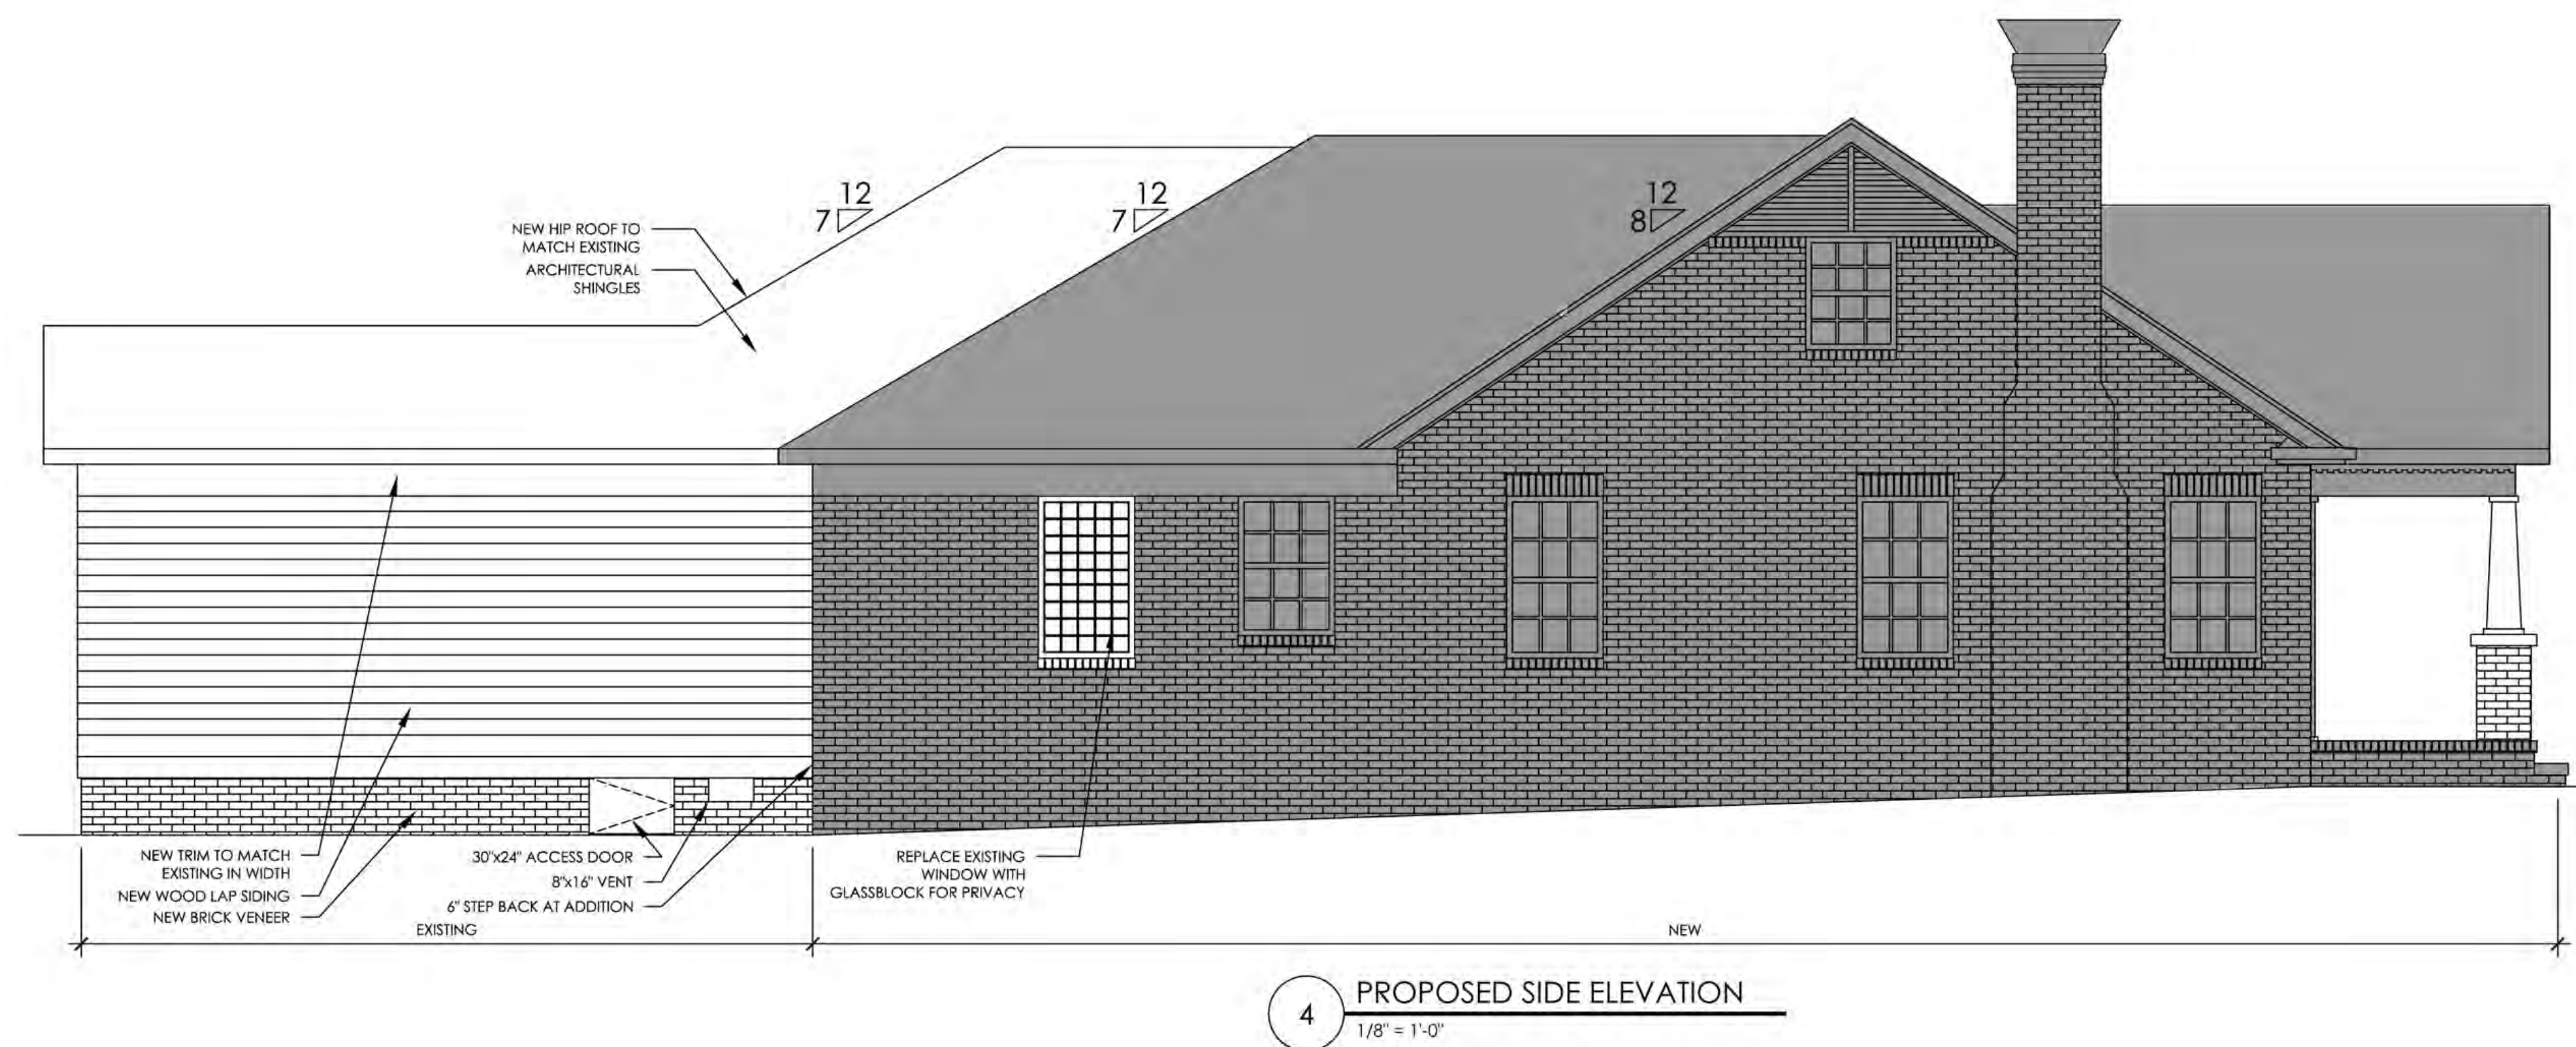 12
7
12
7
12
8
NEW HIP ROOF TO
MATCH EXISTING
ARCHITECTURAL
SHINGLES
NEW TRIM TO MATCH
EXISTING IN WIDTH
NEW WOOD LAP SIDING
NEW BRICK VENEER
30"x24" ACCESS DOOR
8"x16" VENT
6" STEP BACK AT ADDITION
REPLACE EXISTING
WINDOW WITH
GLASSBLOCK FOR PRIVACY
EXISTING
NEW
4
PROPOSED SIDE ELEVATION
1/8" = 1'-0"